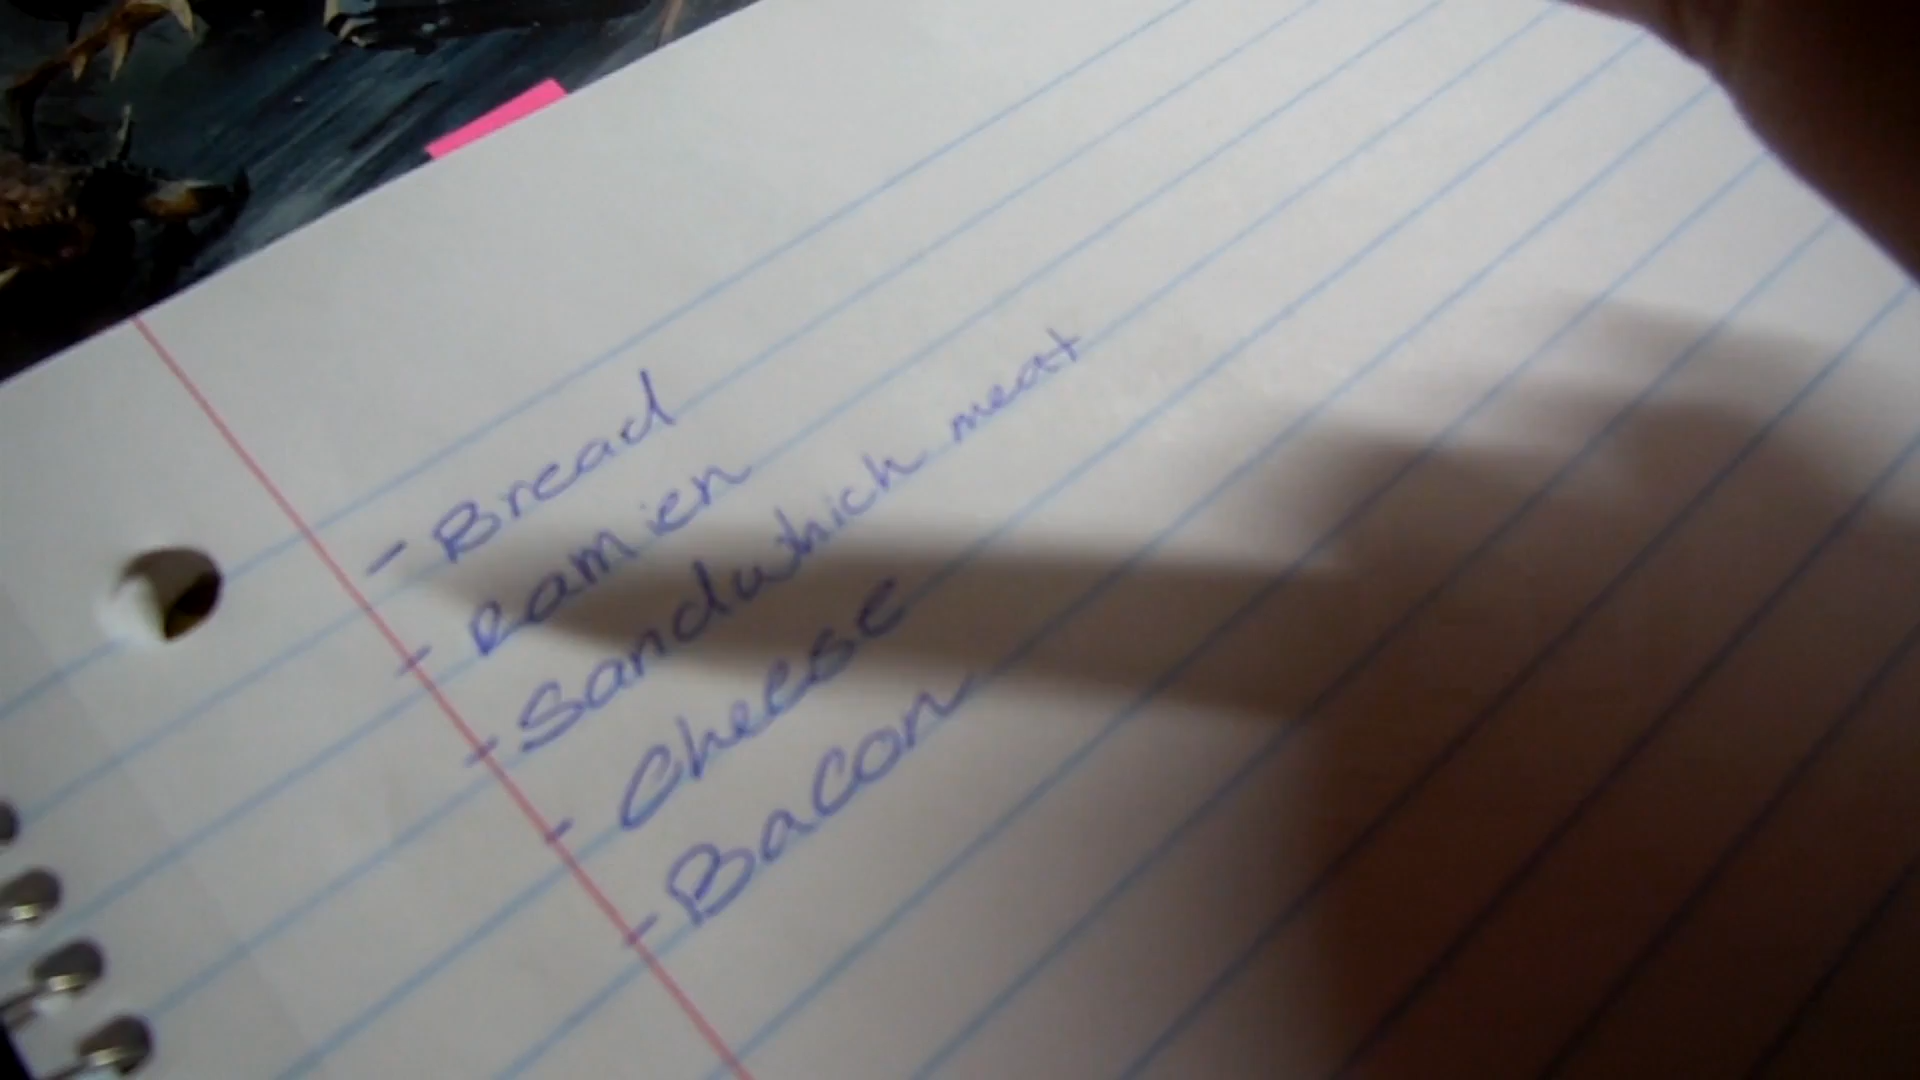 - Bread
- Ramien
- Sandwhich meat
- Cheese
- Bacon